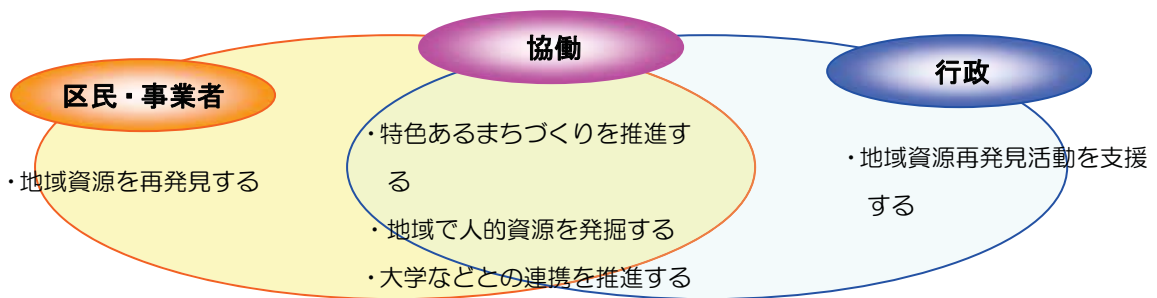 区民・事業者
・地域資源を再発見する
協働
・特色あるまちづくりを推進す
る
・地域で人的資源を発掘する
・大学などとの連携を推進する
行政
・地域資源再発見活動を支援
する